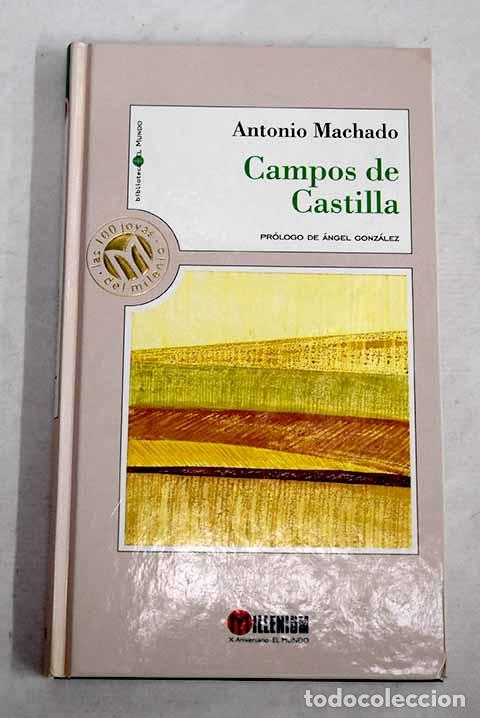 Antonio Machado
Campos de
Castilla
PRÓLOGO DE ÁNGEL GONZÁLEZ
biblioteca EL MUNDO
las 100 joyas
del milenio
M
MILLENIUM
X Aniversario - EL MUNDO
todocoleccion